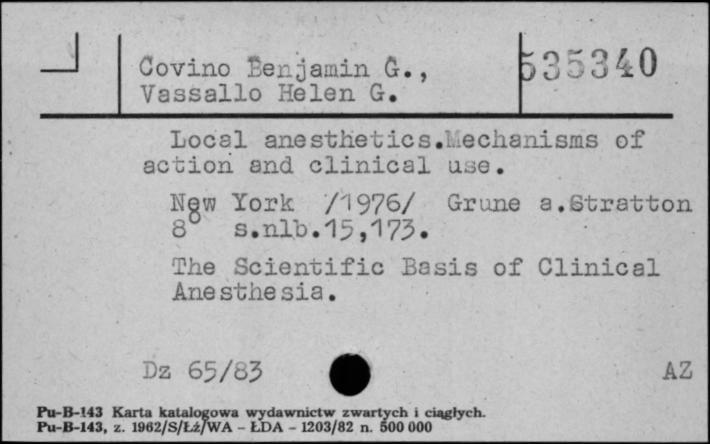 Covino Benjamin G., 535340
Vassallo Helen G.
Local anesthetics.Mechanisms of
action and clinical use.
New York /1976/ Grune a.Stratton
8° s.nlb.15,173.
The Scientific Basis of Clinical
Anesthesia.
Dz 65/83 AZ
Pu-B-143 Karta katalogowa wydawnictw zwartych i ciągłych.
Pu-B-143, z. 1962/S/Łż/WA - ŁDA - 1203/82 n. 500 000